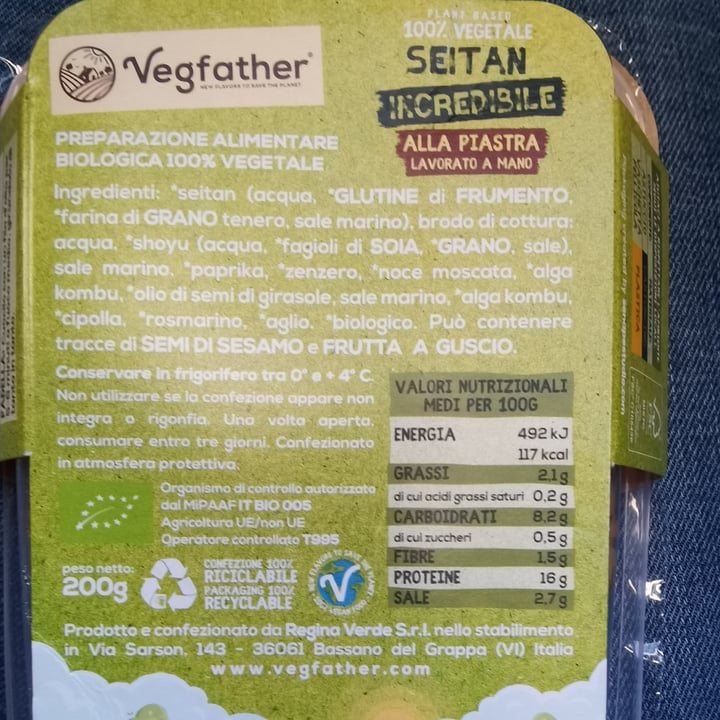 Vegfather®
NEW FLAVORS TO SAVE THE PLANET
PLANT BASED
100% VEGETALE
SEITAN
INCREDIBILE
ALLA PIASTRA
LAVORATO A MANO
PREPARAZIONE ALIMENTARE
BIOLOGICA 100% VEGETALE
Ingredienti: *seitan (acqua, *GLUTINE di FRUMENTO,
*farina di GRANO tenero, sale marino), brodo di cottura:
acqua, *shoyu (acqua, *fagioli di SOIA, *GRANO, sale),
sale marino, *paprika, *zenzero, *noce moscata, *alga
kombu, *olio di semi di girasole, sale marino, *alga kombu,
*cipolla, *rosmarino, *aglio. *biologico. Può contenere
tracce di SEMI DI SESAMO e FRUTTA A GUSCIO.
Conservare in frigorifero tra 0° e + 4° C.
Non utilizzare se la confezione appare non
integra o rigonfia. Una volta aperta,
consumare entro tre giorni. Confezionato
in atmosfera protettiva.
Organismo di controllo autorizzato
dal MiPAAF IT BIO 005
Agricoltura UE/non UE
Operatore controllato T995
VALORI NUTRIZIONALI
MEDI PER 100G
ENERGIA 492 kJ
117 kcal
GRASSI 2,1 g
di cui acidi grassi saturi 0,2 g
CARBOIDRATI 8,2 g
di cui zuccheri 0,5 g
FIBRE 1,5 g
PROTEINE 16 g
SALE 2,7 g
peso netto:
200g
CONFEZIONE 100%
RICICLABILE
PACKAGING 100%
RECYCLABLE
Prodotto e confezionato da Regina Verde S.r.l. nello stabilimento
in Via Sarson, 143 - 36061 Bassano del Grappa (VI) Italia
www.vegfather.com